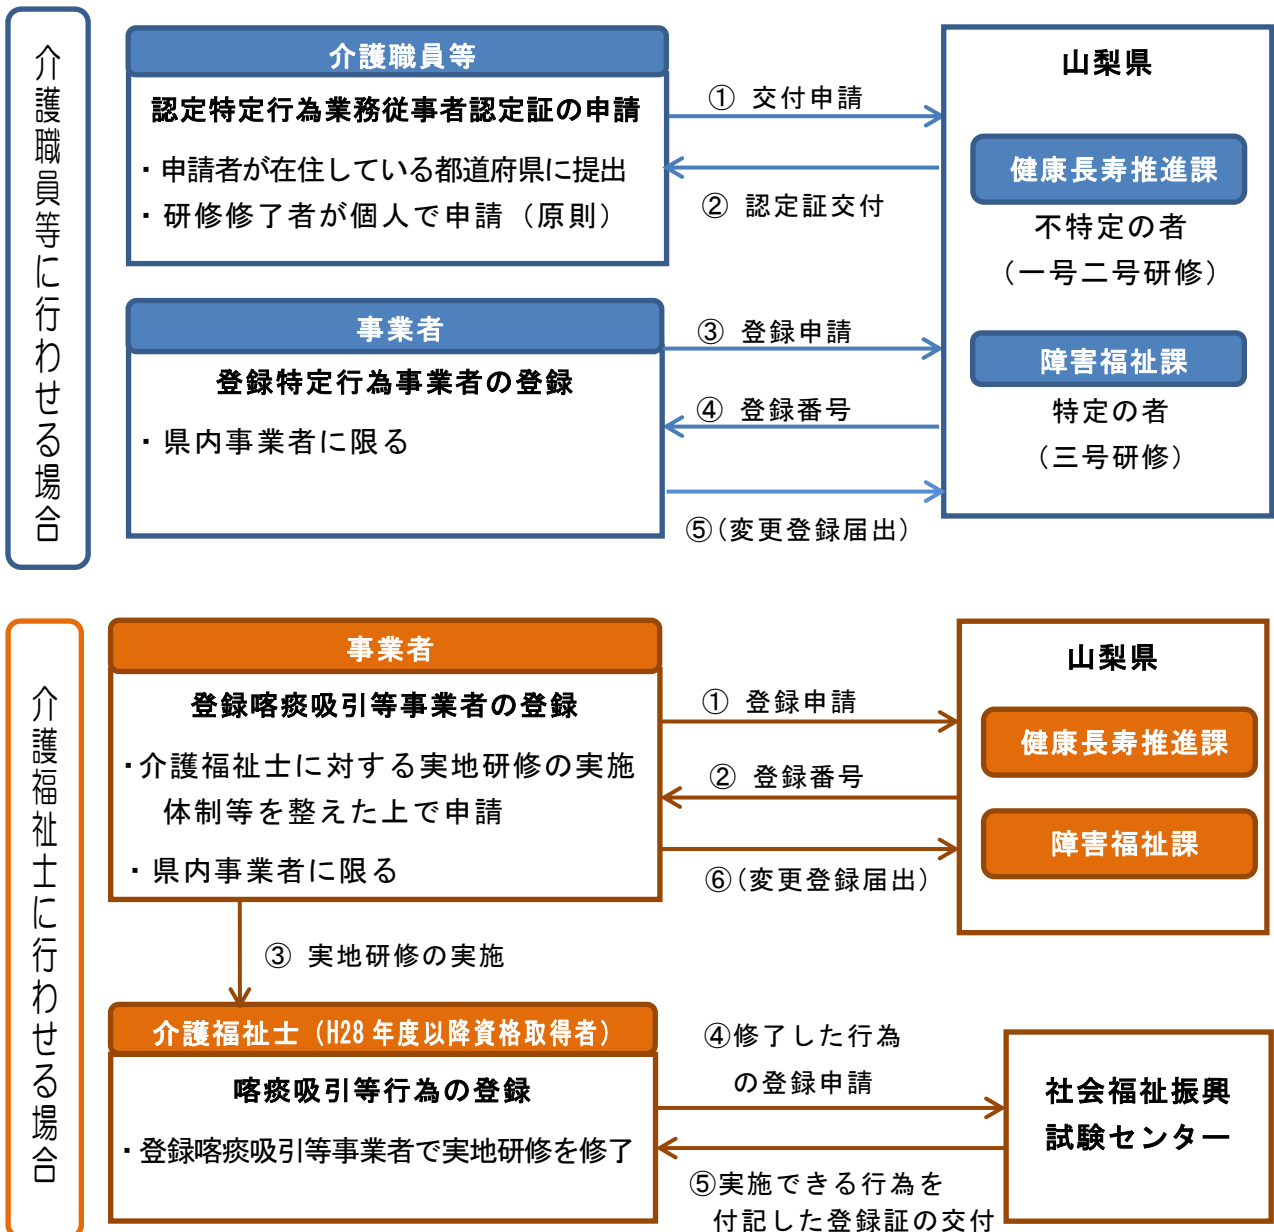 介護職員等に行わせる場合
介護職員等
認定特定行為業務従事者認定証の申請
・申請者が在住している都道府県に提出
・研修修了者が個人で申請（原則）
① 交付申請
② 認定証交付
事業者
登録特定行為事業者の登録
・県内事業者に限る
③ 登録申請
④ 登録番号
⑤(変更登録届出)
山梨県
健康長寿推進課
不特定の者
（一号二号研修）
障害福祉課
特定の者
（三号研修）
介護福祉士に行わせる場合
事業者
登録喀痰吸引等事業者の登録
・介護福祉士に対する実地研修の実施
体制等を整えた上で申請
・県内事業者に限る
① 登録申請
② 登録番号
⑥(変更登録届出)
山梨県
健康長寿推進課
障害福祉課
③ 実地研修の実施
介護福祉士（H28 年度以降資格取得者）
喀痰吸引等行為の登録
・登録喀痰吸引等事業者で実地研修を修了
④修了した行為
の登録申請
⑤実施できる行為を
付記した登録証の交付
社会福祉振興
試験センター